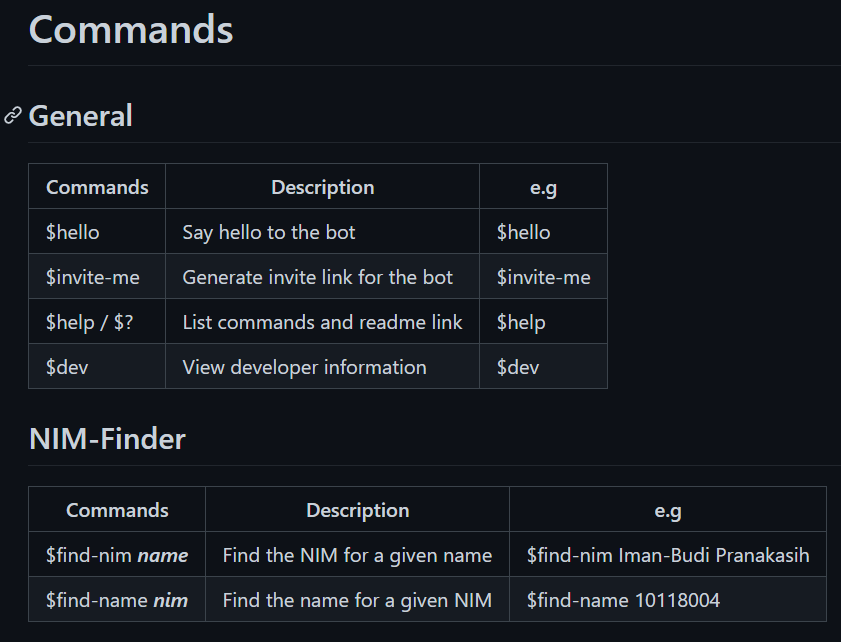 Commands
General
Commands Description e.g
$hello Say hello to the bot $hello
$invite-me Generate invite link for the bot $invite-me
$help / $? List commands and readme link $help
$dev View developer information $dev
NIM-Finder
Commands Description e.g
$find-nim name Find the NIM for a given name $find-nim Iman-Budi Pranakasih
$find-name nim Find the name for a given NIM $find-name 10118004